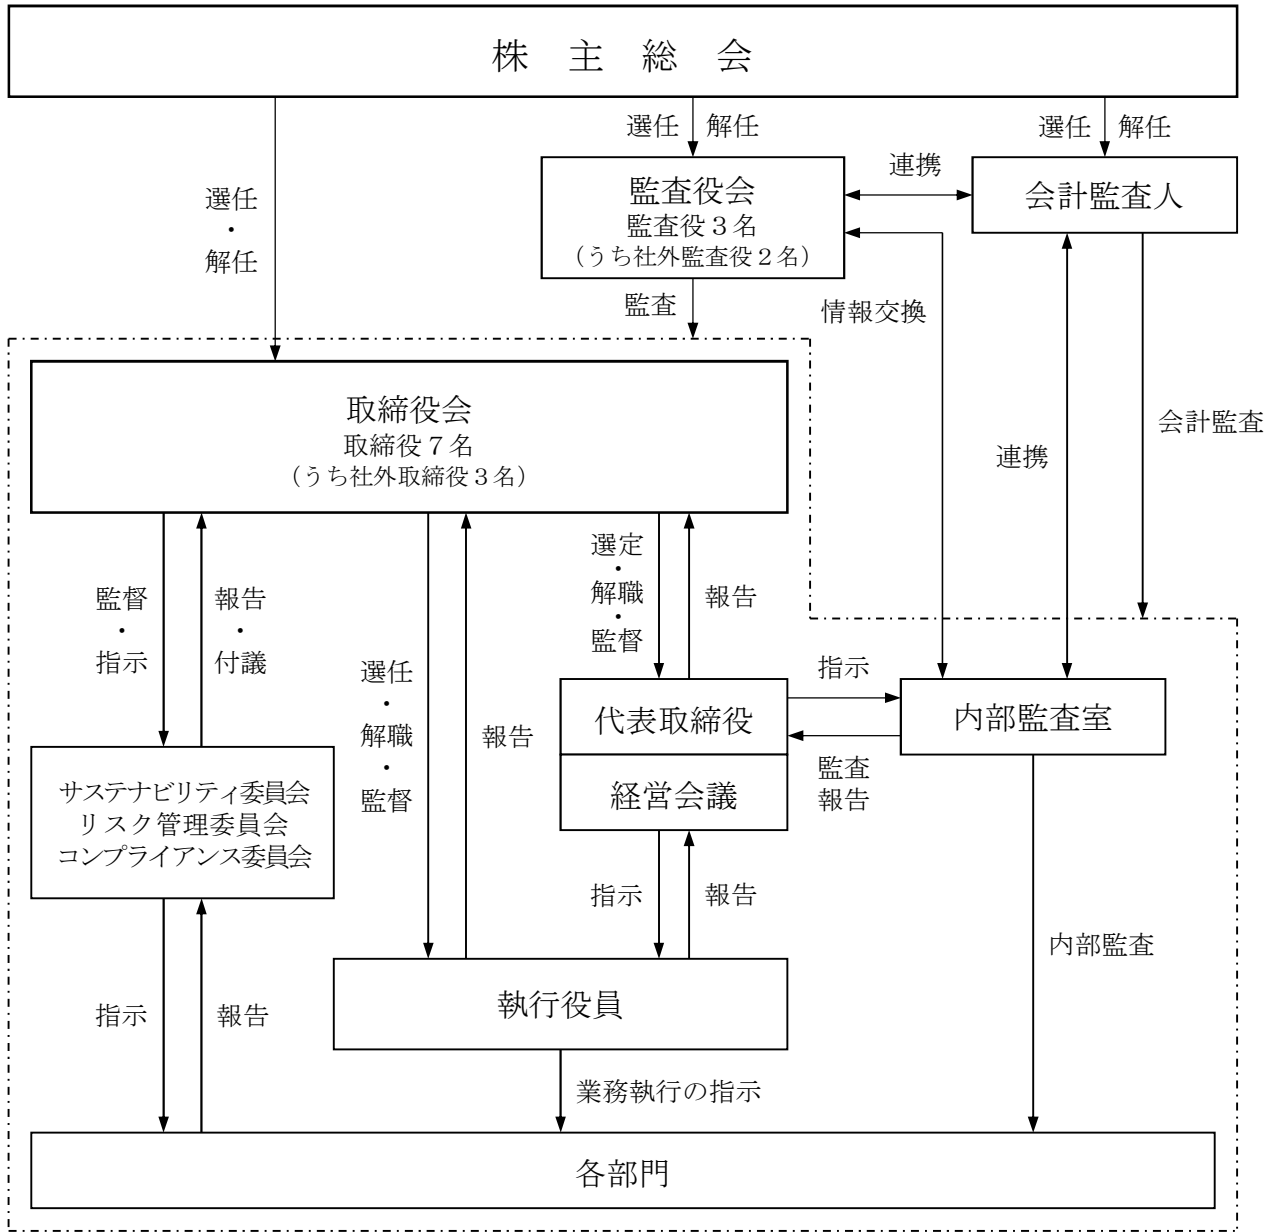 株主総会
選任 解任
選任 解任
選任
・
解任
監査役会
監査役3名
（うち社外監査役2名）
連携
会計監査人
監査
情報交換
取締役会
取締役7名
（うち社外取締役3名）
会計監査
連携
監督
・
指示
報告
・
付議
選任
・
解職
・
監督
報告
選定
・
解職
・
監督
報告
代表取締役
経営会議
指示
監査
報告
内部監査室
サステナビリティ委員会
リスク管理委員会
コンプライアンス委員会
指示
報告
内部監査
執行役員
指示
報告
業務執行の指示
各部門